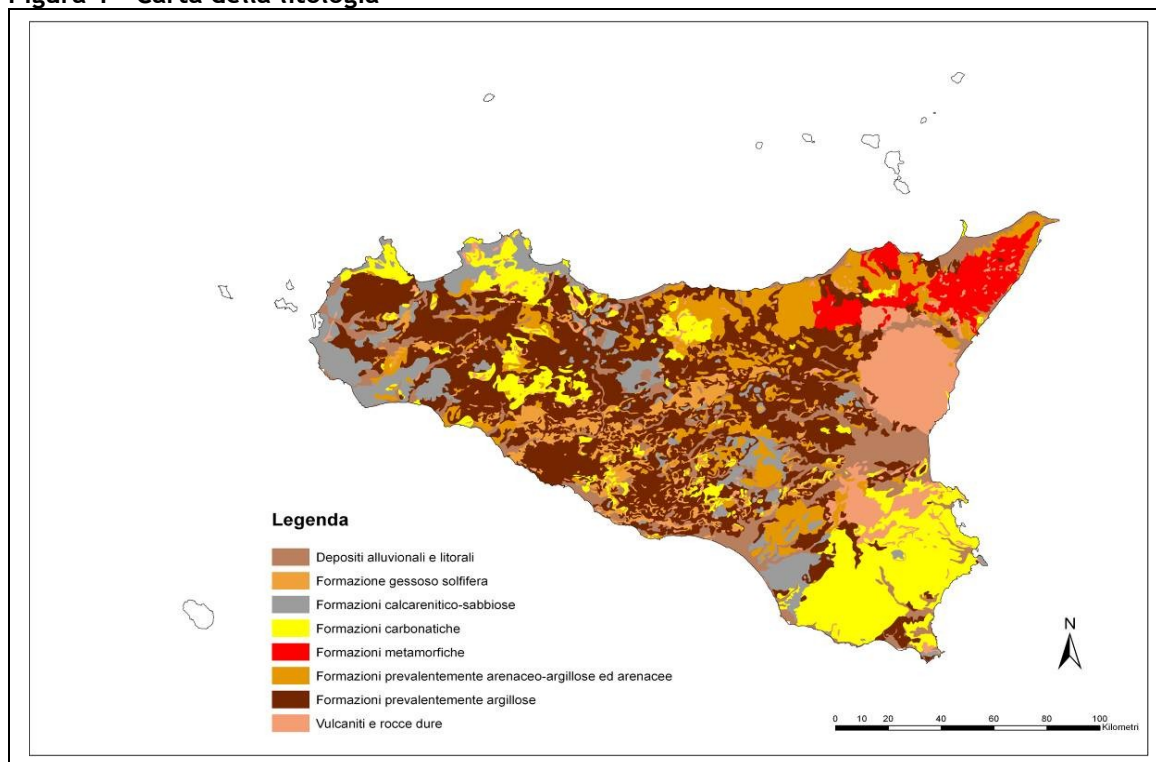 Figura 1 - Carta della litologia
Legenda
Depositi alluvionali e litorali
Formazione gessoso solfifera
Formazioni calcarenitico-sabbiose
Formazioni carbonatiche
Formazioni metamorfiche
Formazioni prevalentemente arenaceo-argillose ed arenacee
Formazioni prevalentemente argillose
Vulcaniti e rocce dure
N
0 10 20 40 60 80 100
Kilometri